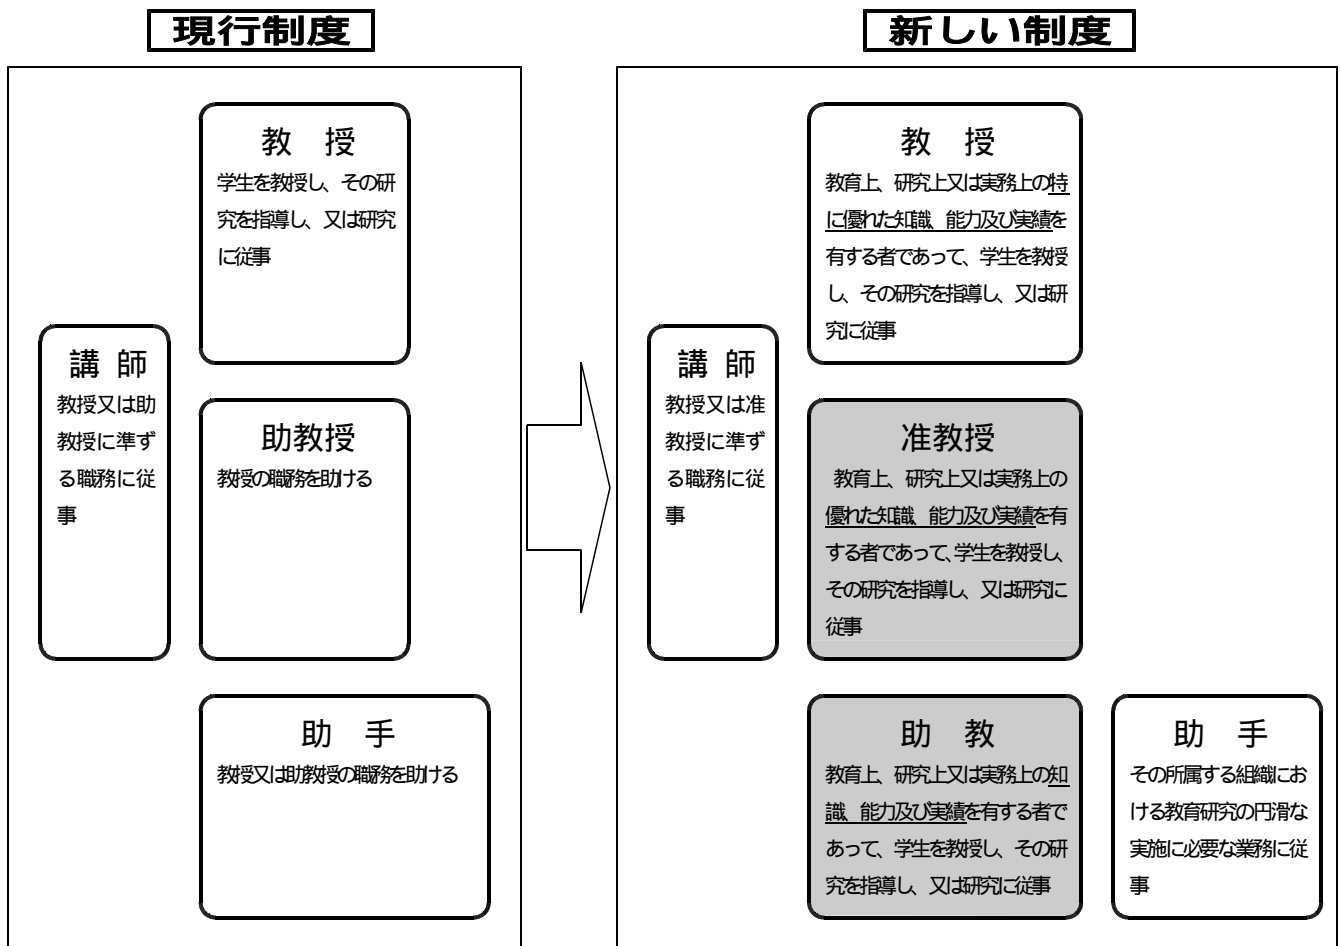 現行制度
教 授
学生を教授し、その研
究を指導し、又は研究
に従事
講 師
教授又は助
教授に準ず
る職務に従
事
助教授
教授の職務を助ける
助 手
教授又は助教授の職務を助ける
新しい制度
教 授
教育上、研究上又は実務上の特
に優れた知識、能力及び実績を
有する者であって、学生を教授
し、その研究を指導し、又は研
究に従事
講 師
教授又は准
教授に準ず
る職務に従
事
准教授
教育上、研究上又は実務上の
優れた知識、能力及び実績を有
する者であって、学生を教授し、
その研究を指導し、又は研究に
従事
助 教
教育上、研究上又は実務上の知
識、能力及び実績を有する者で
あって、学生を教授し、その研
究を指導し、又は研究に従事
助 手
その所属する組織にお
ける教育研究の円滑な
実施に必要な業務に従
事